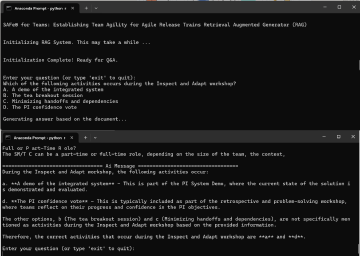 Anaconda Prompt - python
SAFe® for Teams: Establishing Team Agility for Agile Release Trains Retrieval Augmented Generator (RAG)
Initializing RAG System. This may take a while ...
Initialization Complete! Ready for Q&A.
Enter your question (or type 'exit' to quit):
Which of the following activities occurs during the Inspect and Adapt workshop?
A. A demo of the integrated system
B. The tea breakout session
C. Minimizing handoffs and dependencies
D. The PI confidence vote
Generating answer based on the document...
Anaconda Prompt - python
Full or P art-Time R ole?
The SM/T C can be a part-time or full-time role, depending on the size of the team, the context,
Ai Message
During the Inspect and Adapt workshop, the following activities occur:
a. **A demo of the integrated system** - This is part of the PI System Demo, where the current state of the solution is demonstrated and evaluated.
d. **The PI confidence vote** - This is typically included as part of the retrospective and problem-solving workshop, where teams reflect on their progress and confidence in the PI objectives.
The other options, b (The tea breakout session) and c (Minimizing handoffs and dependencies), are not specifically mentioned as activities during the Inspect and Adapt workshop based on the provided information.
Therefore, the correct activities that occur during the Inspect and Adapt workshop are **a** and **d**.
Enter your question (or type 'exit' to quit):